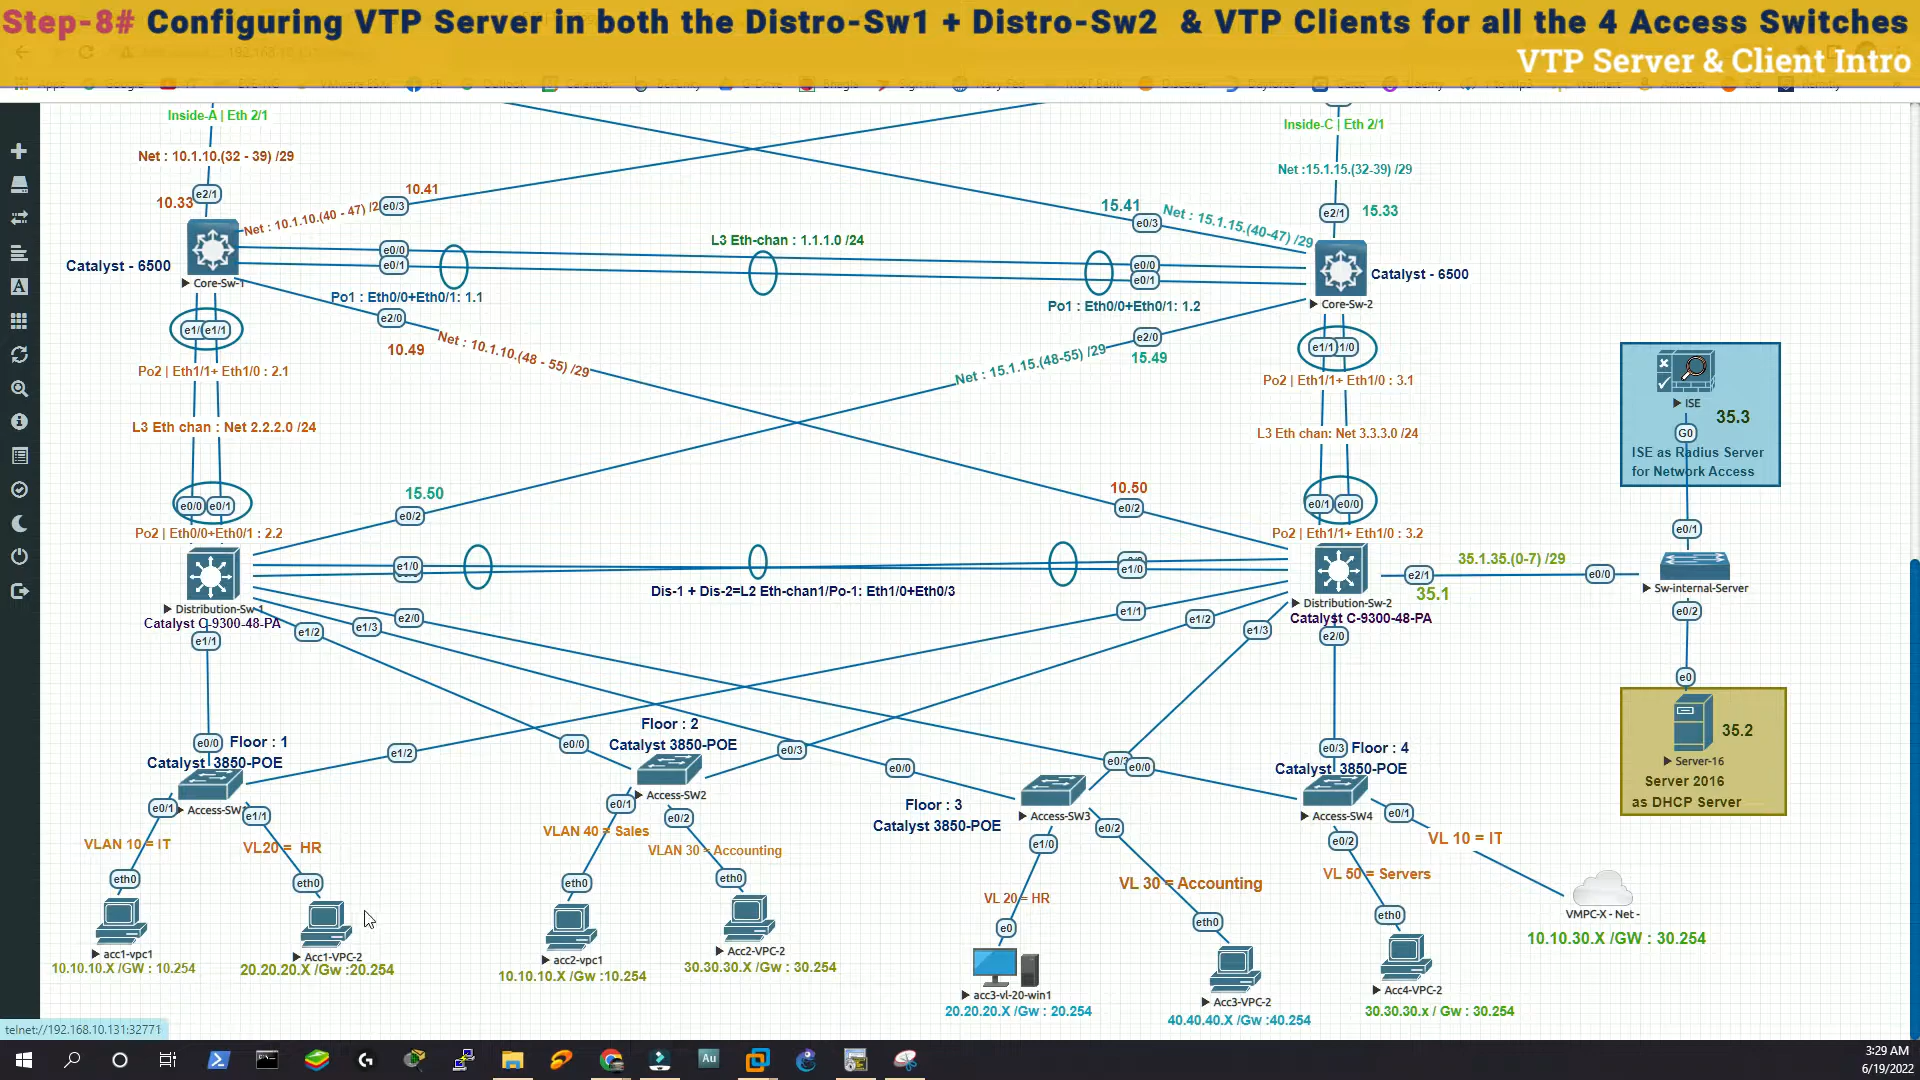 Step-8# Configuring VTP Server in both the Distro-Sw1 + Distro-Sw2 & VTP Clients for all the 4 Access Switches
VTP Server & Client Intro
Inside-A | Eth 2/1
Inside-C | Eth 2/1
Net : 10.1.10.(32 - 39) /29
Net :15.1.15.(32-39) /29
e2/1
10.33
10.41
e0/3
Net : 10.1.10.(40 - 47) /2
15.41
e0/3
Net : 15.1.15.(40-47) /29
e2/1
15.33
L3 Eth-chan : 1.1.1.0 /24
e0/0
e0/1
e0/0
e0/1
Catalyst - 6500
Core-Sw-1
Catalyst - 6500
Core-Sw-2
Po1 : Eth0/0+Eth0/1: 1.1
Po1 : Eth0/0+Eth0/1: 1.2
e2/0
10.49
Net : 10.1.10.(48 - 55) /29
e2/0
15.49
Net : 15.1.15.(48-55) /29
e1/1
e1/1
1/0
Po2 | Eth1/1+ Eth1/0 : 2.1
Po2 | Eth1/1+ Eth1/0 : 3.1
L3 Eth chan : Net 2.2.2.0 /24
L3 Eth chan: Net 3.3.3.0 /24
ISE
35.3
G0
ISE as Radius Server
for Network Access
e0/0
e0/1
15.50
e0/2
10.50
e0/2
e0/1
e0/0
Po2 | Eth0/0+Eth0/1 : 2.2
Po2 | Eth1/1+ Eth1/0 : 3.2
e0/1
e1/0
e1/0
Dis-1 + Dis-2=L2 Eth-chan1/Po-1: Eth1/0+Eth0/3
e2/1
35.1
35.1.35.(0-7) /29
e0/0
Sw-internal-Server
e0/2
Distribution-Sw-1
Catalyst C-9300-48-PA
Distribution-Sw-2
Catalyst C-9300-48-PA
e1/1
e1/2
e1/3
e2/0
e1/1
e1/2
e1/3
e2/0
e0
35.2
Server-16
Server 2016
as DHCP Server
e0/0
Floor : 1
Catalyst 3850-POE
e1/2
e0/0
Floor : 2
Catalyst 3850-POE
e0/3
e0/0
e0/0
e0/3
Floor : 4
Catalyst 3850-POE
Floor : 3
Catalyst 3850-POE
e0/1
Access-SW1
e1/1
e0/1
Access-SW2
e0/2
e1/0
Access-SW3
e0/2
Access-SW4
e0/2
e0/1
VLAN 10 = IT
VL20 = HR
VLAN 40 = Sales
VLAN 30 = Accounting
VL 20 = HR
VL 30 = Accounting
VL 50 = Servers
VL 10 = IT
eth0
eth0
eth0
eth0
e0
eth0
eth0
VMPC-X - Net -
10.10.30.X /GW : 30.254
acc1-vpc1
10.10.10.X /GW : 10.254
Acc1-VPC-2
20.20.20.X /Gw :20.254
acc2-vpc1
10.10.10.X /Gw :10.254
Acc2-VPC-2
30.30.30.X /Gw : 30.254
acc3-vl-20-win1
20.20.20.X /Gw : 20.254
Acc3-VPC-2
40.40.40.X /Gw :40.254
Acc4-VPC-2
30.30.30.x / Gw : 30.254
telnet://192.168.10.131:32771
3:29 AM
6/19/2022